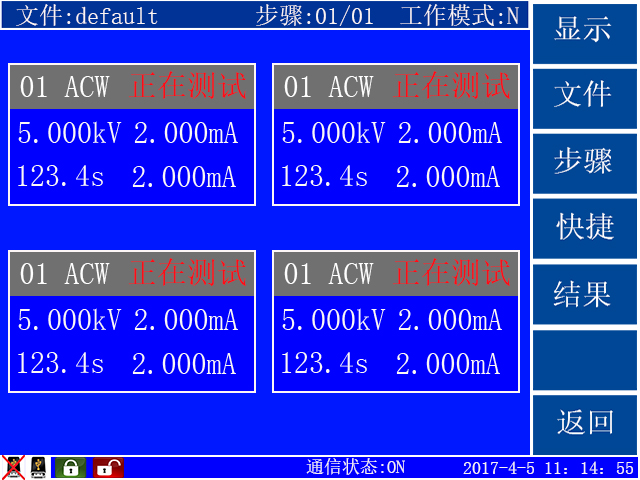 文件:default 步骤:01/01 工作模式:N
显示
文件
步骤
快捷
结果
返回
01 ACW 正在测试
5.000kV 2.000mA
123.4s 2.000mA
01 ACW 正在测试
5.000kV 2.000mA
123.4s 2.000mA
01 ACW 正在测试
5.000kV 2.000mA
123.4s 2.000mA
01 ACW 正在测试
5.000kV 2.000mA
123.4s 2.000mA
通信状态:ON 2017-4-5 11: 14: 55